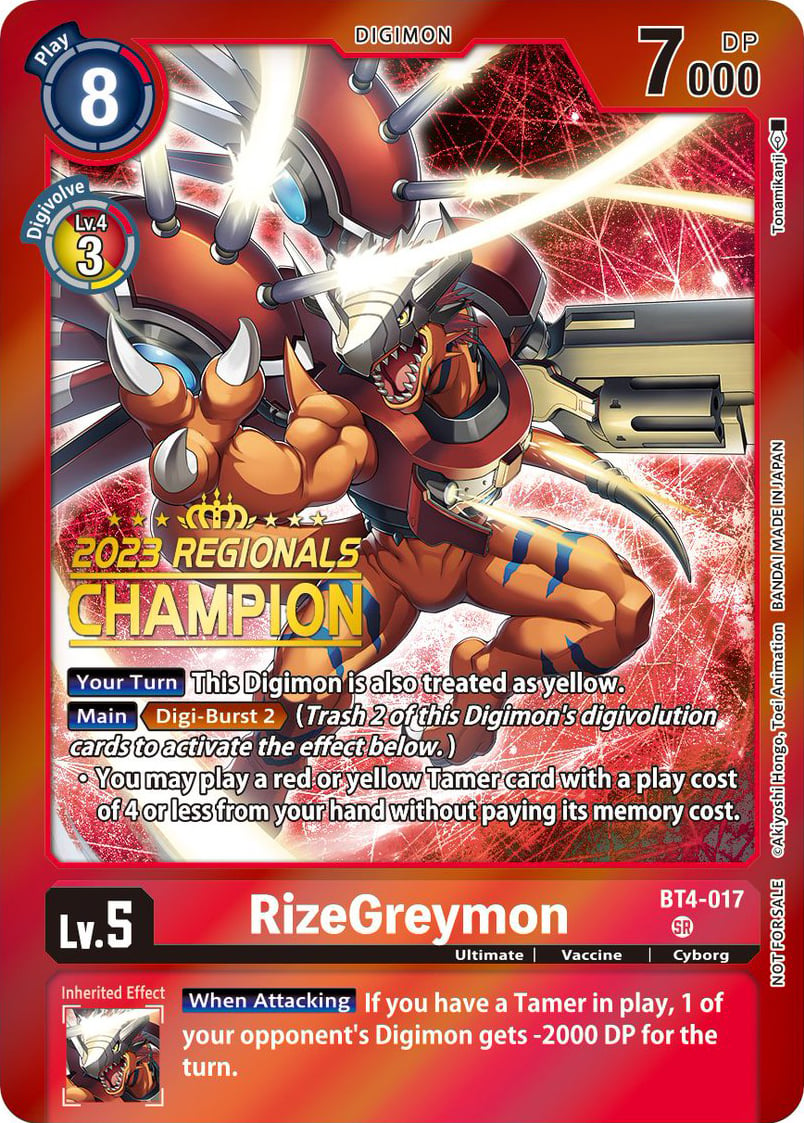 DIGIMON
Play
8
7000
DP
Digivolve
Lv.4
3
Tonamikanji
2023 REGIONALS
CHAMPION
Your Turn This Digimon is also treated as yellow.
Main Digi-Burst 2 (Trash 2 of this Digimon's digivolution
cards to activate the effect below.)
・You may play a red or yellow Tamer card with a play cost
of 4 or less from your hand without paying its memory cost.
©Akiyoshi Hongo, Toei Animation BANDAI MADE IN JAPAN
NOT FOR SALE
Lv.5
RizeGreymon
BT4-017
SR
Ultimate | Vaccine | Cyborg
Inherited Effect
When Attacking If you have a Tamer in play, 1 of
your opponent's Digimon gets -2000 DP for the
turn.